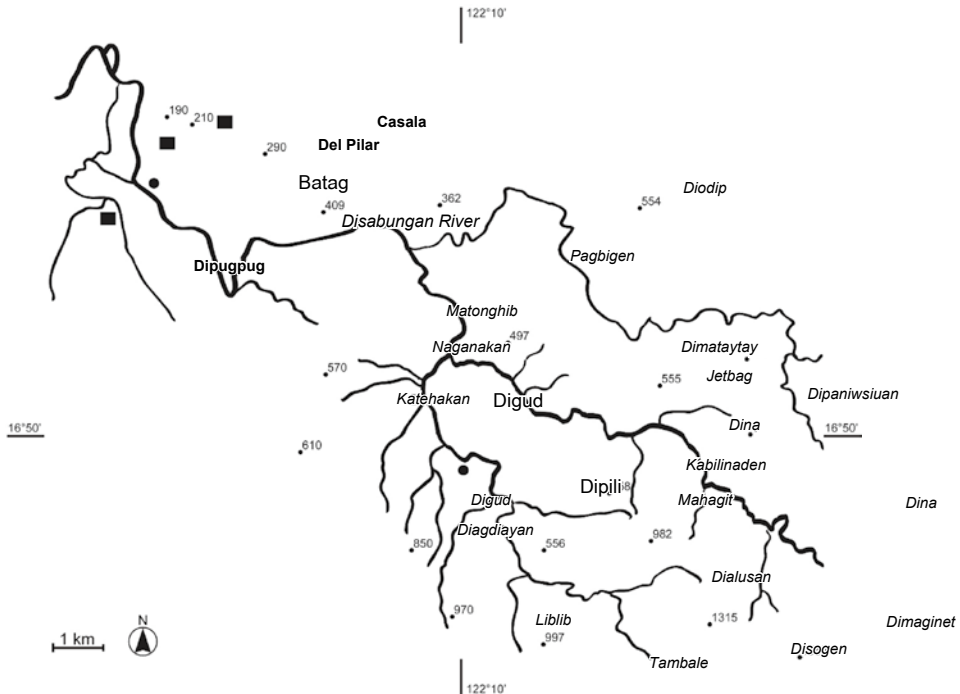 122°10'
190
210
Casala
290
Del Pilar
Batag
362
Diodip
554
409
Disabungan River
Pagbigen
Dipugpug
Matonghib
497
Naganakan
Dimataytay
570
Jetbag
555
Katehakan
Digud
Dipaniwsiuan
Dina
16°50'
16°50'
610
Kabilinaden
Dipili
Digud
Mahagit
Dina
Diagdiayan
982
850
556
Dialusan
970
Liblib
1315
Dimaginet
N
1 km
997
Disogen
Tambale
122°10'